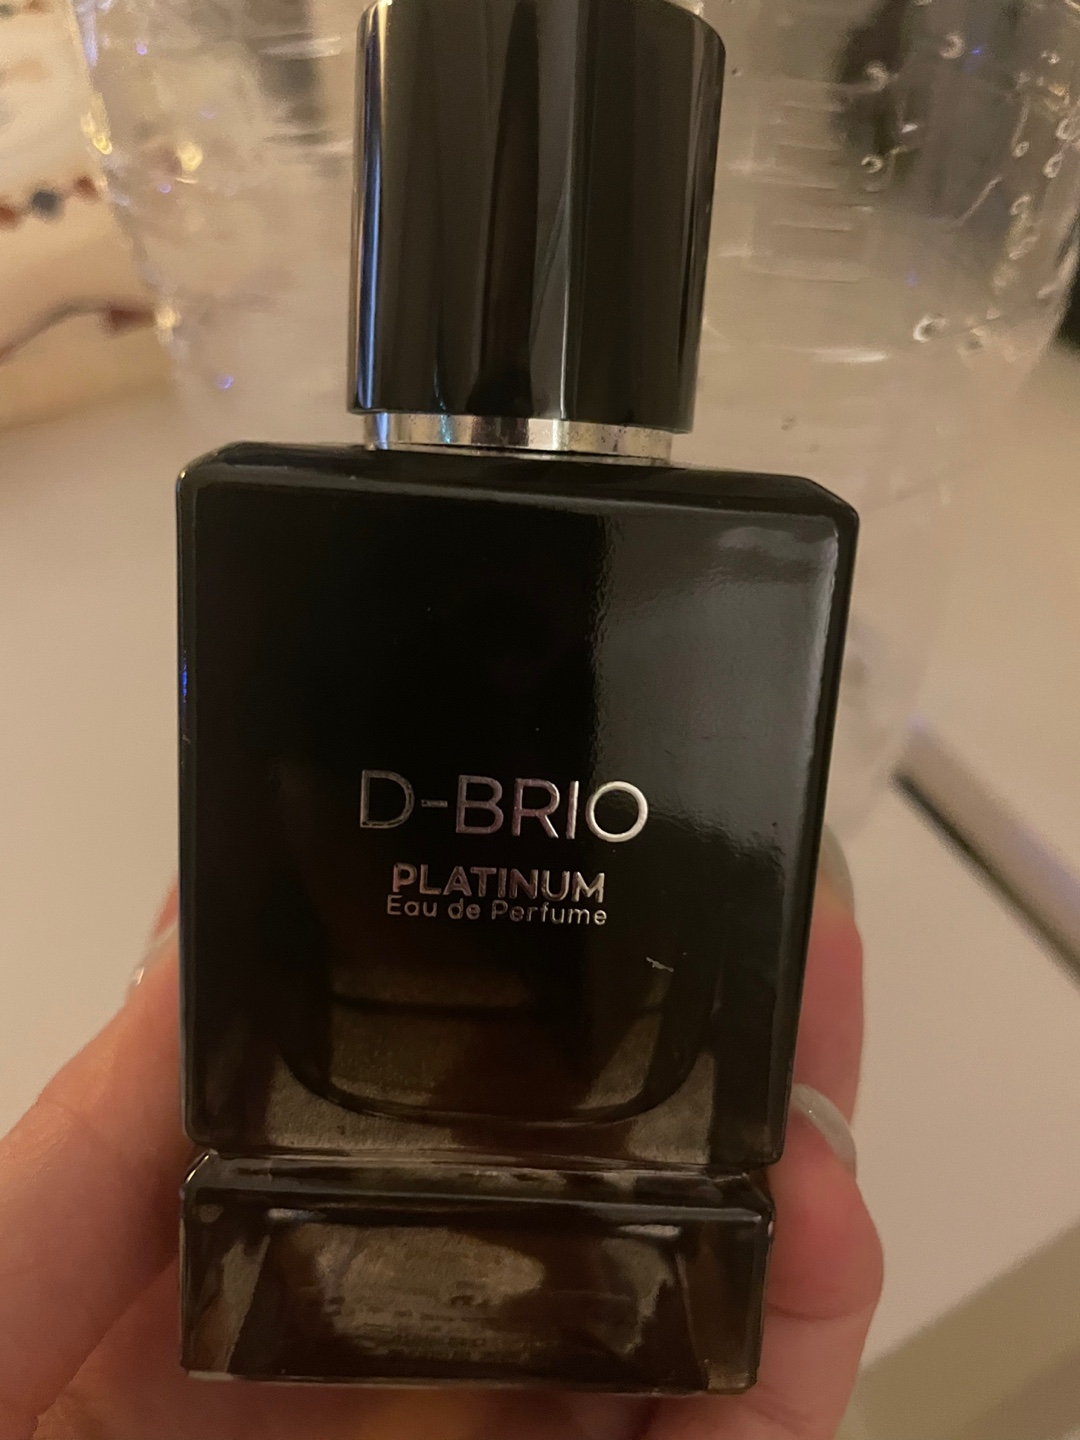 D-BRIO
PLATINUM
Eau de Perfume